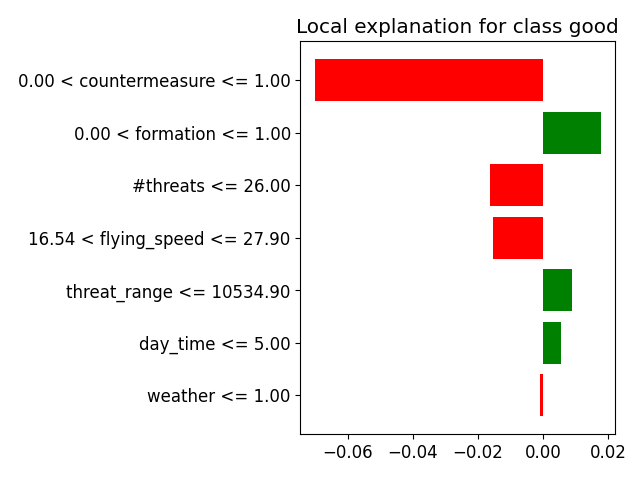 Local explanation for class good
0.00 < countermeasure <= 1.00
0.00 < formation <= 1.00
#threats <= 26.00
16.54 < flying_speed <= 27.90
threat_range <= 10534.90
day_time <= 5.00
weather <= 1.00
−0.06 −0.04 −0.02 0.00 0.02